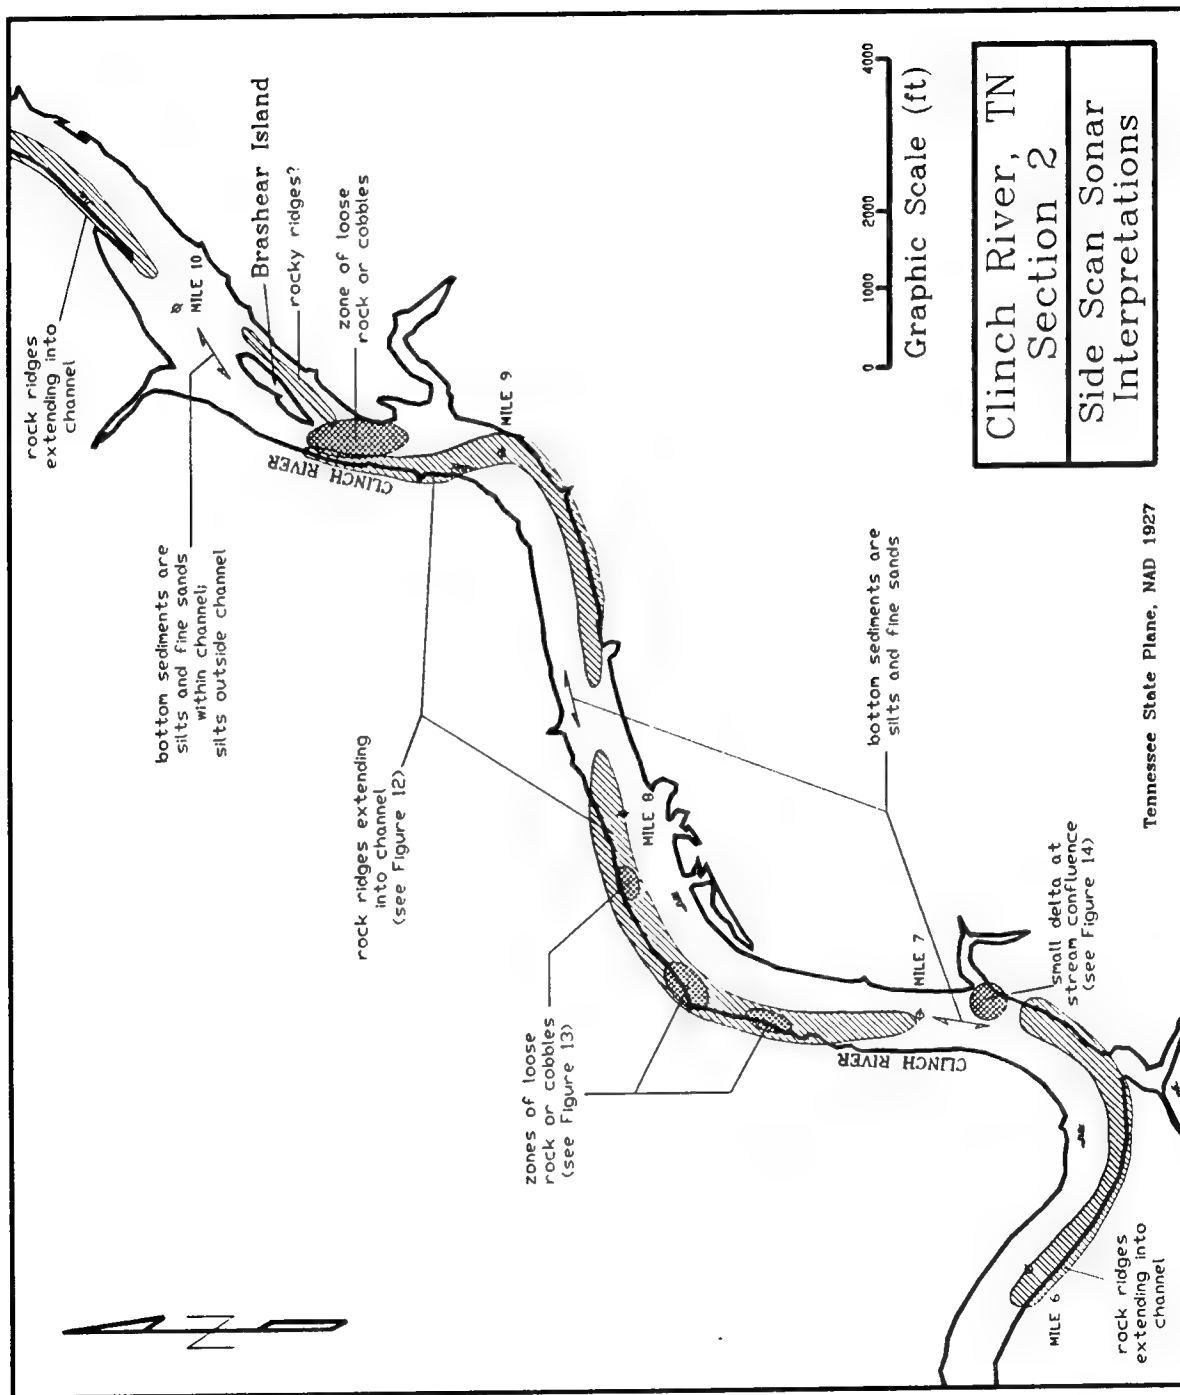 rock ridges
extending into
channel
MILE 10
Brashear Island
rocky ridges?
zone of loose
rock or cobbles
CLINCH RIVER
MILE 9
bottom sediments are
silts and fine sands
within channel;
silts outside channel
rock ridges extending
into channel
(see Figure 12)
MILE 8
bottom sediments are
silts and fine sands
zones of loose
rock or cobbles
(see Figure 13)
MILE 7
CLINCH RIVER
small delta at
stream confluence
(see Figure 14)
MILE 6
rock ridges
extending into
channel
N
0 1000 2000 4000
Graphic Scale (ft)
Clinch River, TN
Section 2
Side Scan Sonar
Interpretations
Tennessee State Plane, NAD 1927